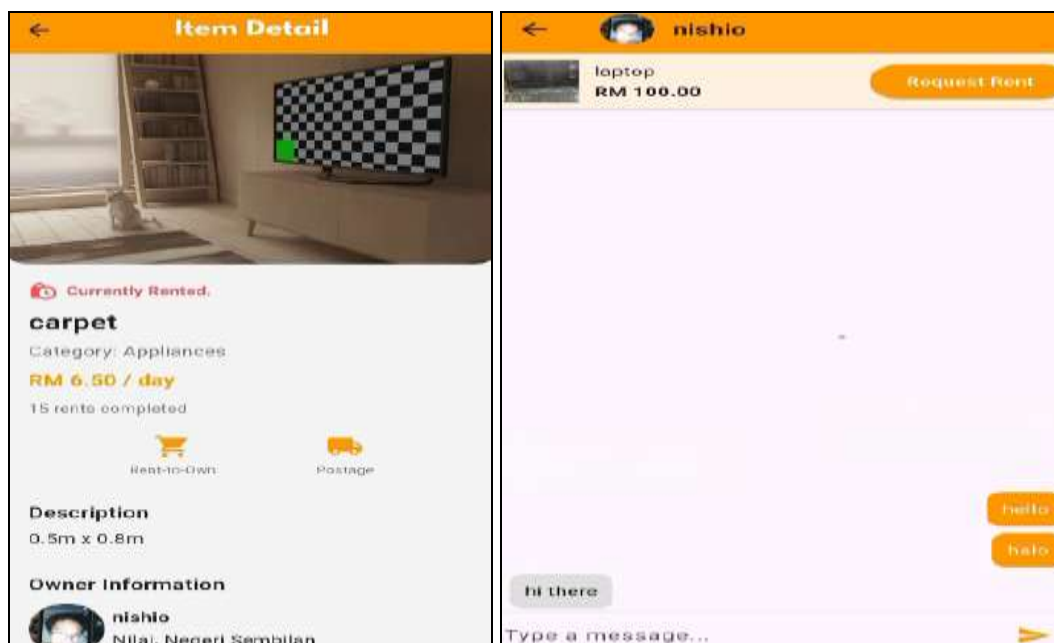 Item Detail
Currently Rented.
carpet
Category: Appliances
RM 6.50 / day
15 rents completed
Rent-to-Own
Postage
Description
0.5m x 0.8m
Owner Information
nishio
Nilai, Negeri Sembilan
nishio
laptop
RM 100.00
Request Rent
hello
halo
hi there
Type a message...